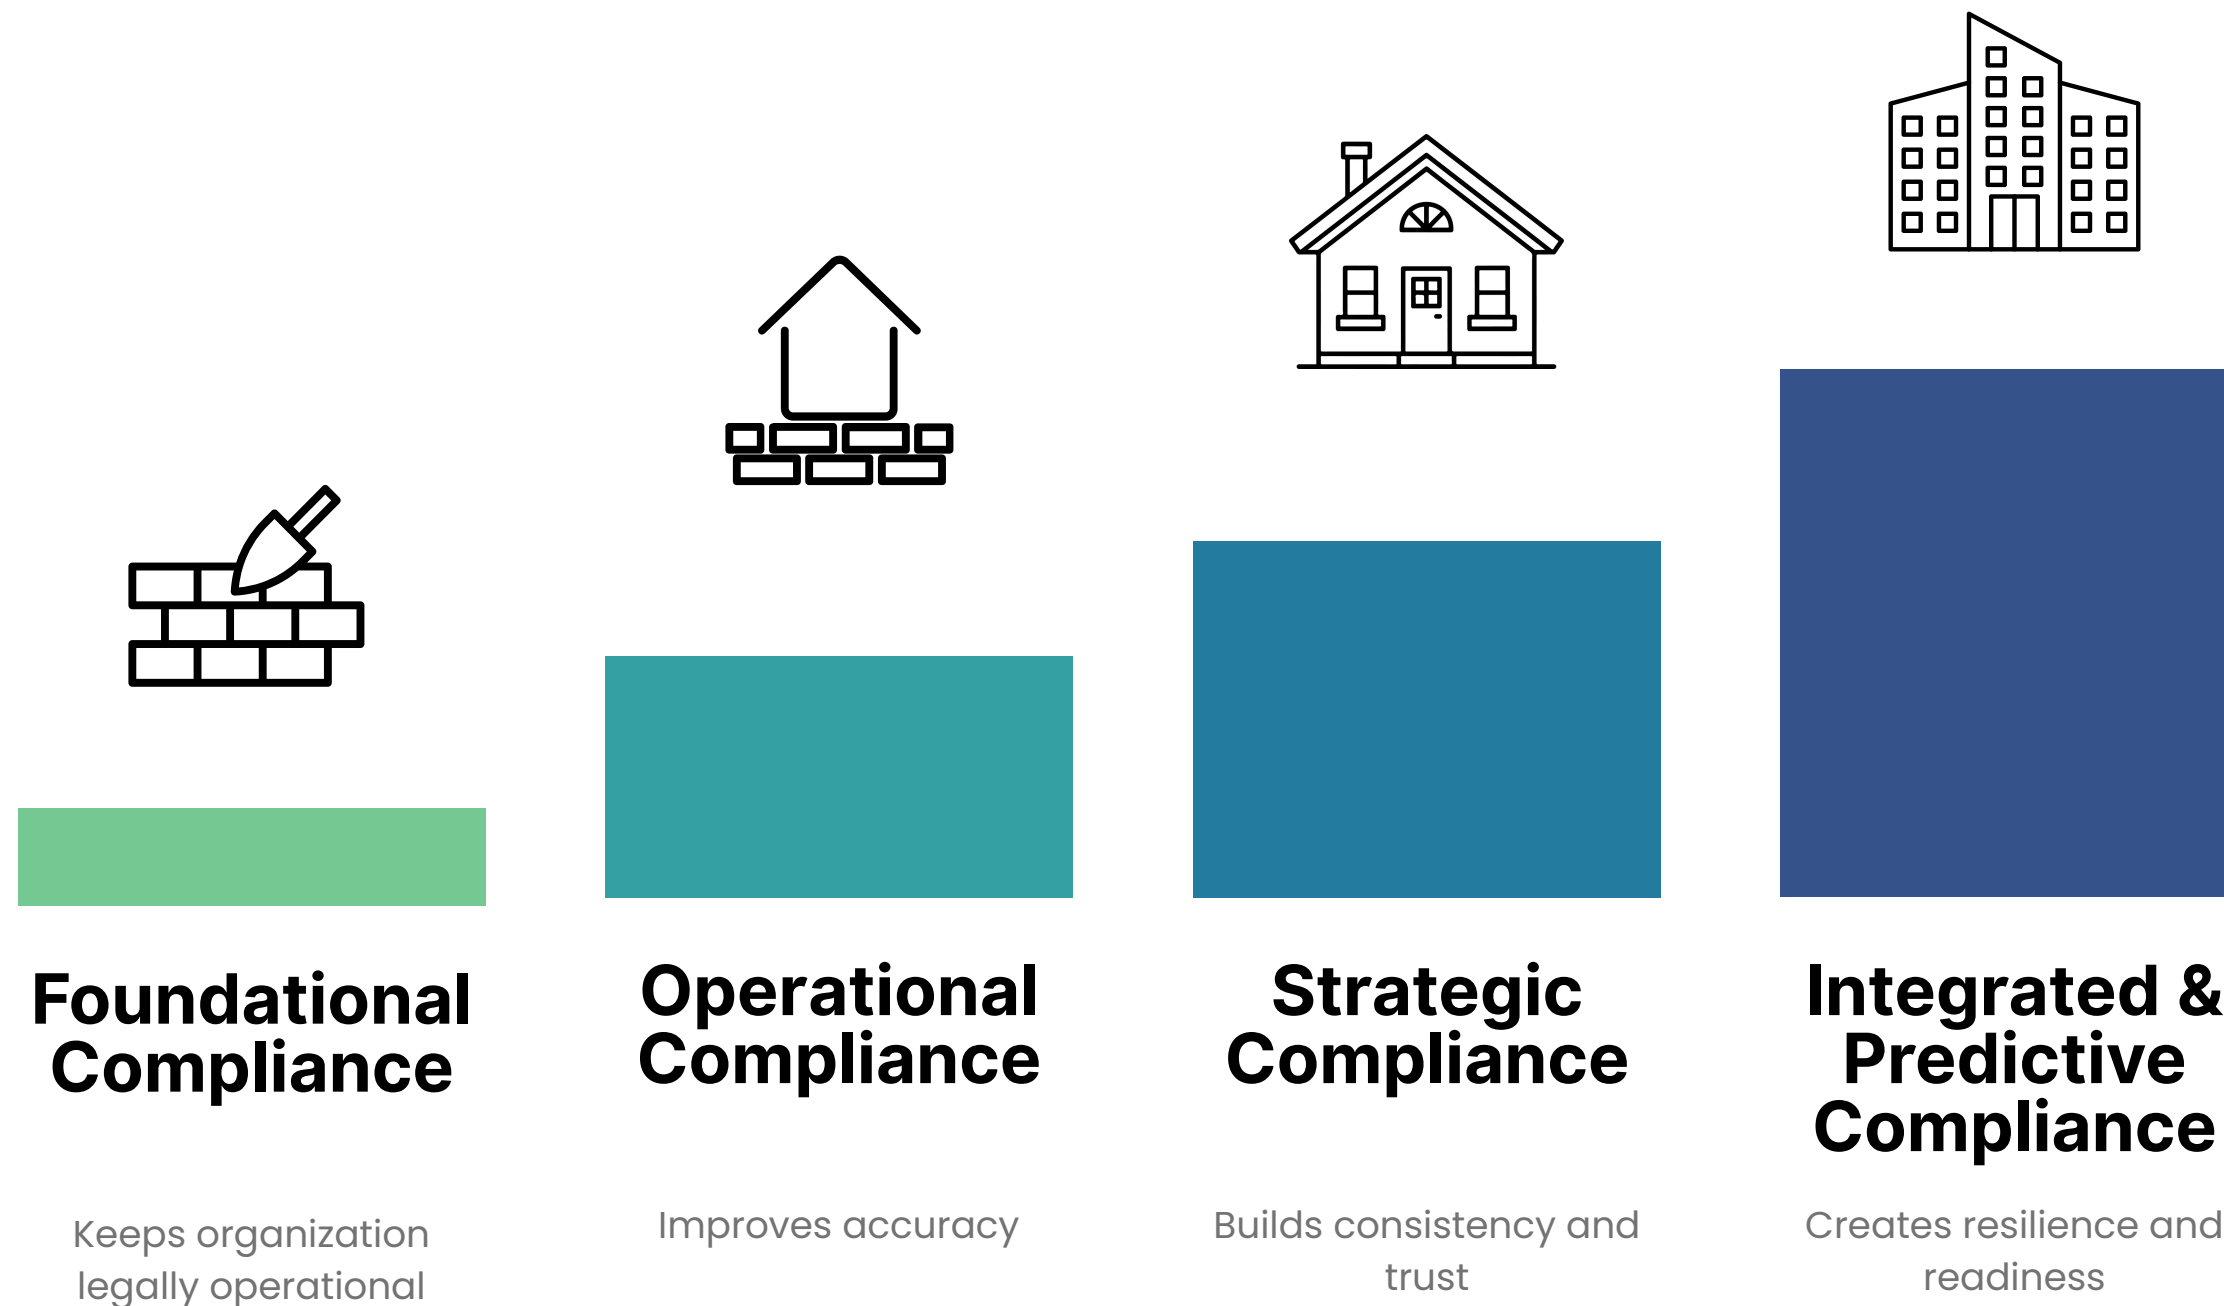 Foundational
Compliance
Keeps organization
legally operational
Operational
Compliance
Improves accuracy
Strategic
Compliance
Builds consistency and
trust
Integrated &
Predictive
Compliance
Creates resilience and
readiness